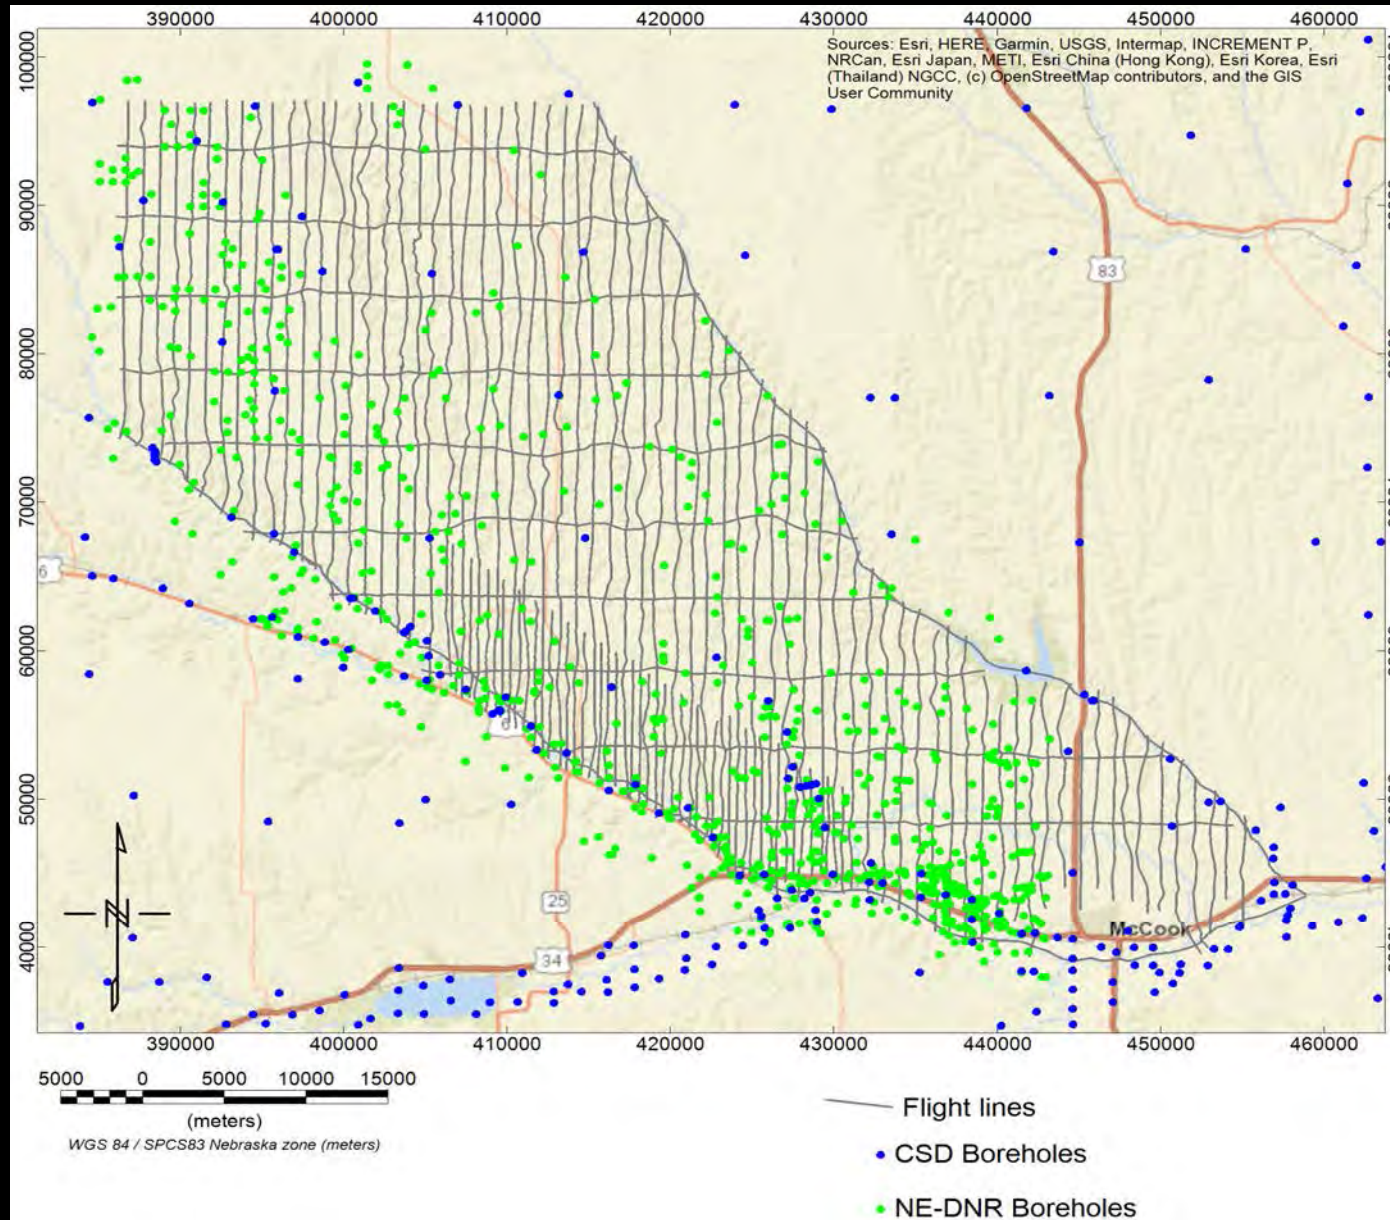 390000 400000 410000 420000 430000 440000 450000 460000
Sources: Esri, HERE, Garmin, USGS, Intermap, INCREMENT P,
NRCan, Esri Japan, METI, Esri China (Hong Kong), Esri Korea, Esri
(Thailand) NGCC, (c) OpenStreetMap contributors, and the GIS
User Community
100000
90000
83
80000
70000
6
60000
6
50000
25
McCook
40000
34
390000 400000 410000 420000 430000 440000 450000 460000
5000 0 5000 10000 15000
(meters)
WGS 84 / SPCS83 Nebraska zone (meters)
N
Flight lines
CSD Boreholes
NE-DNR Boreholes